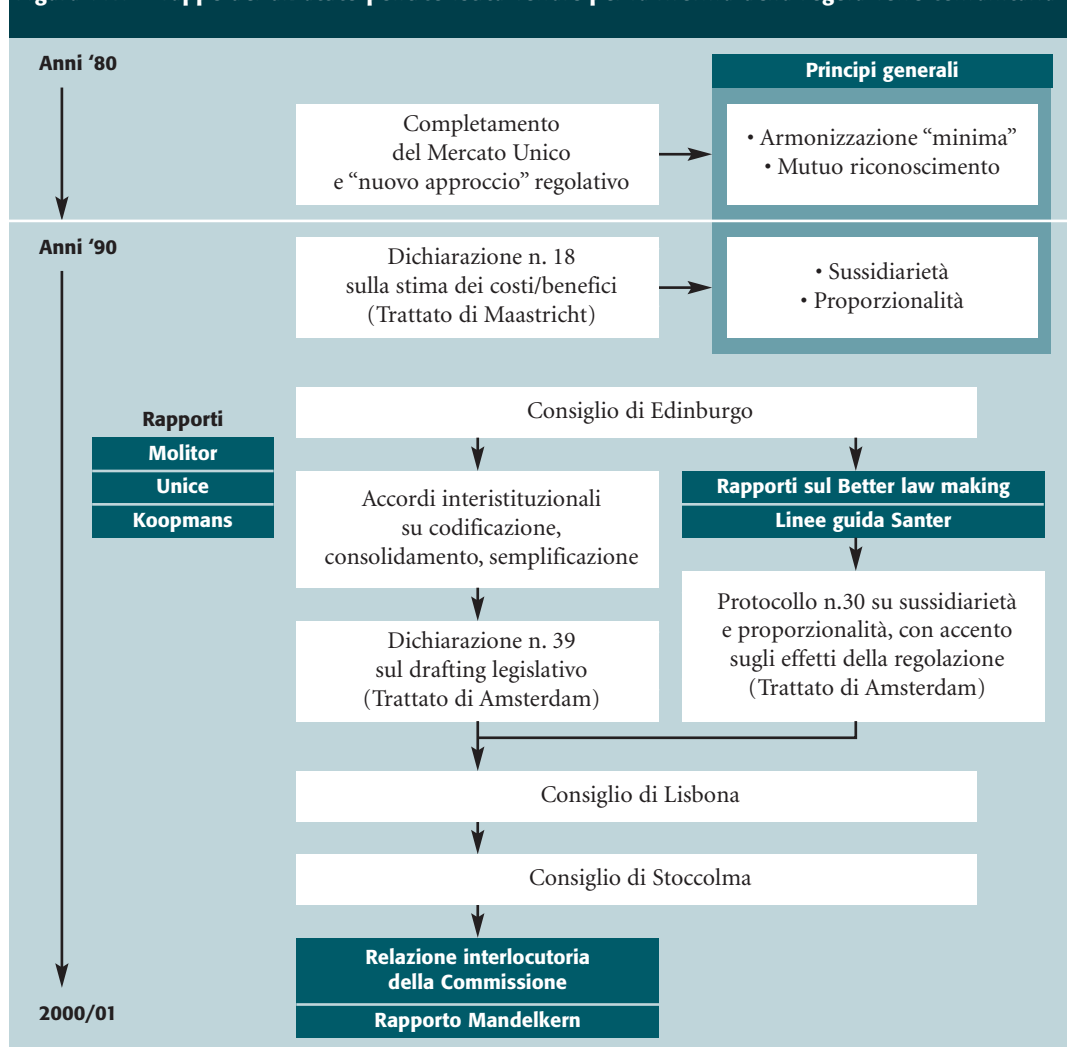 Anni ‘80
Principi generali
Completamento
del Mercato Unico
e “nuovo approccio” regolativo
• Armonizzazione “minima”
• Mutuo riconoscimento
Anni ‘90
Dichiarazione n. 18
sulla stima dei costi/benefici
(Trattato di Maastricht)
• Sussidiarietà
• Proporzionalità
Consiglio di Edinburgo
Rapporti
Molitor
Unice
Koopmans
Accordi interistituzionali
su codificazione,
consolidamento, semplificazione
Rapporti sul Better law making
Linee guida Santer
Dichiarazione n. 39
sul drafting legislativo
(Trattato di Amsterdam)
Protocollo n.30 su sussidiarietà
e proporzionalità, con accento
sugli effetti della regolazione
(Trattato di Amsterdam)
Consiglio di Lisbona
Consiglio di Stoccolma
Relazione interlocutoria
della Commissione
Rapporto Mandelkern
2000/01